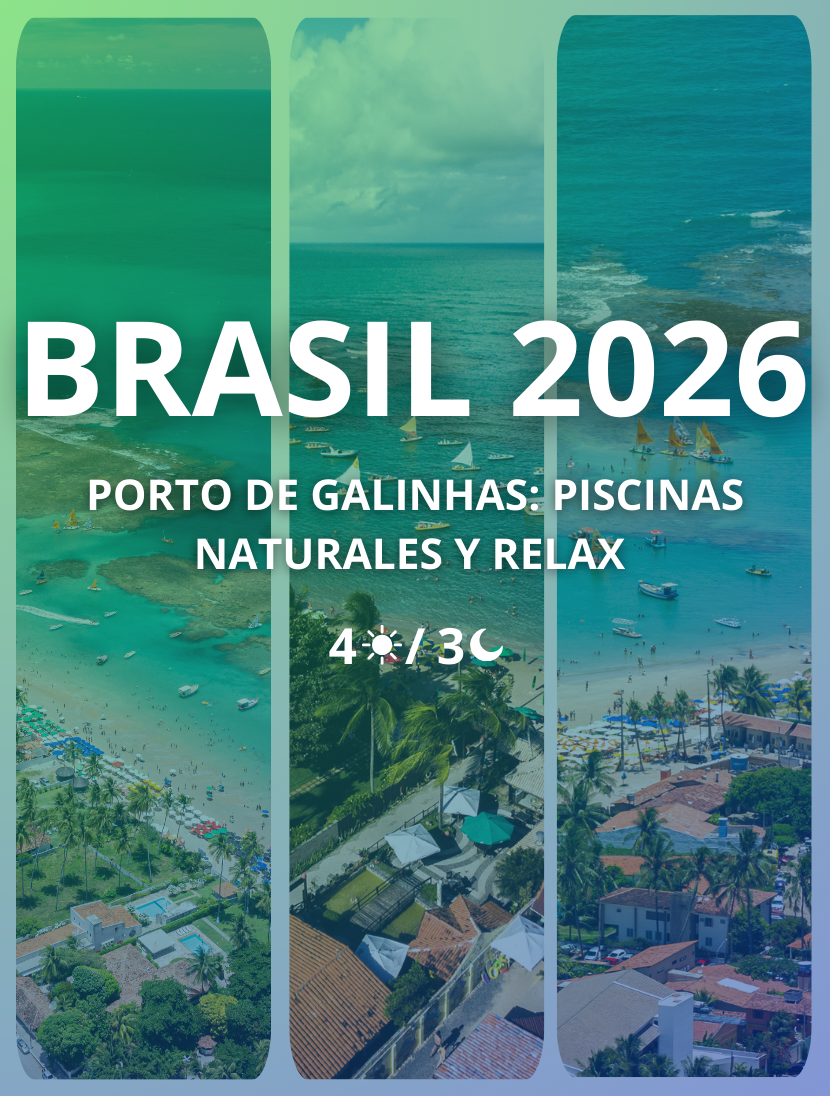 BRASIL 2026
PORTO DE GALINHAS: PISCINAS
NATURALES Y RELAX
4☀/ 3🌙